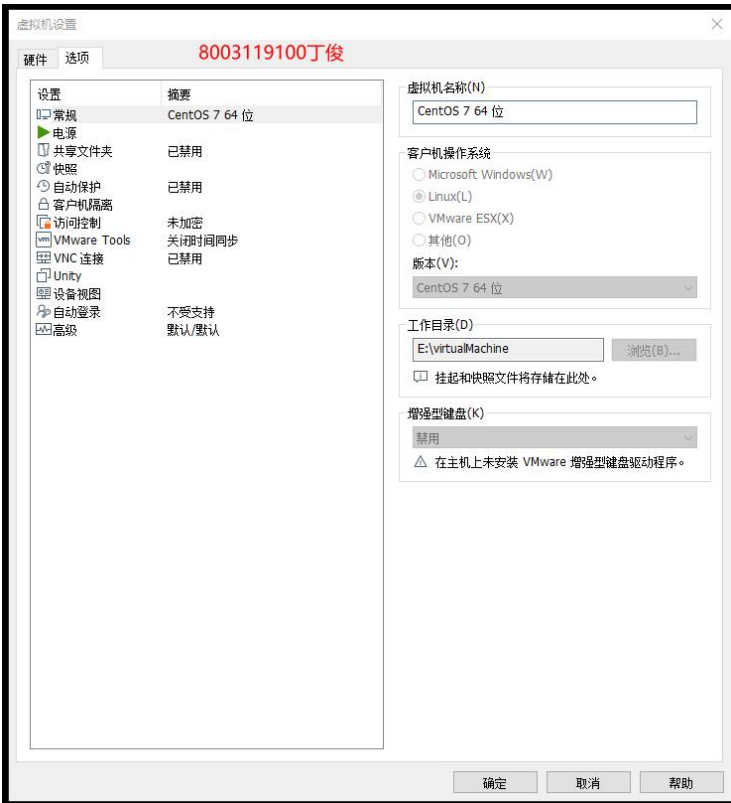 虚拟机设置
硬件 选项 8003119100丁俊
设置 摘要
常规 CentOS 7 64 位
电源
共享文件夹 已禁用
快照
自动保护 已禁用
客户机隔离
访问控制 未加密
vm VMware Tools 关闭时间同步
VNC 连接 已禁用
Unity
设备视图
自动登录 不受支持
高级 默认/默认
虚拟机名称(N)
CentOS 7 64 位
客户机操作系统
Microsoft Windows(W)
Linux(L)
VMware ESX(X)
其他(O)
版本(V):
CentOS 7 64 位
工作目录(D)
E:\virtualMachine 浏览(B)...
挂起和快照文件将存储在此处。
增强型键盘(K)
禁用
在主机上未安装 VMware 增强型键盘驱动程序。
确定 取消 帮助